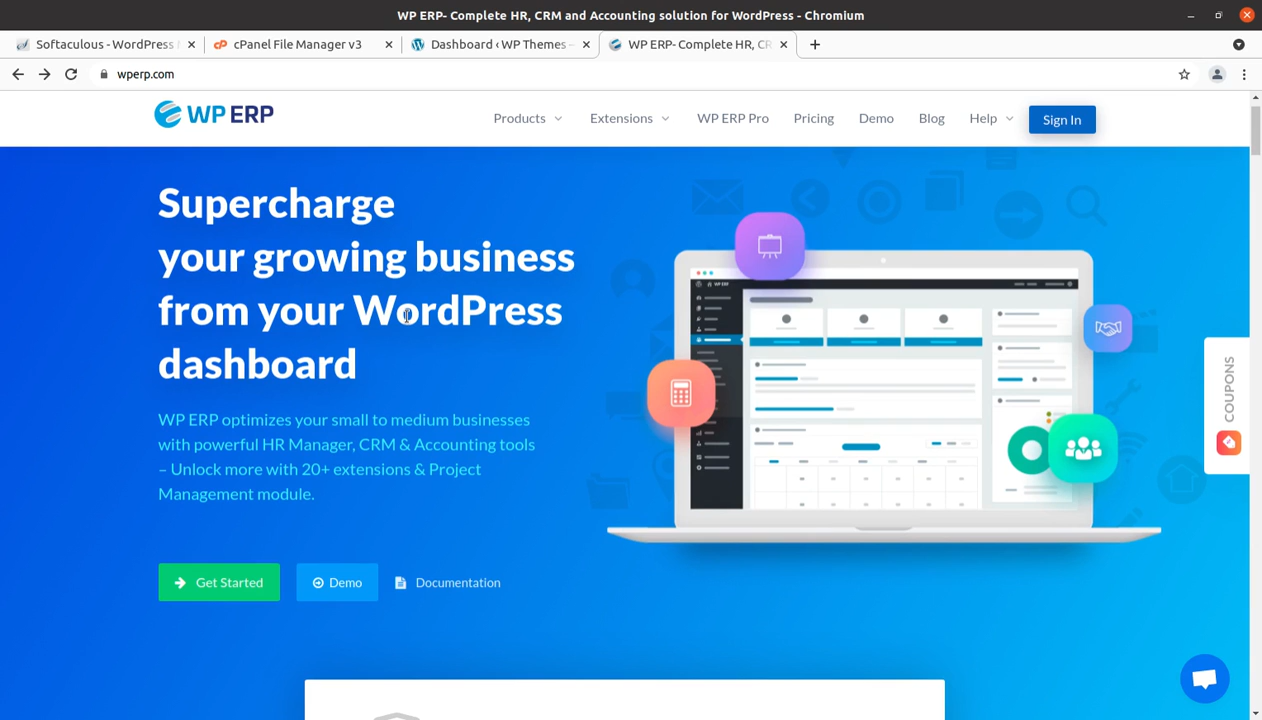 WP ERP- Complete HR, CRM and Accounting solution for WordPress - Chromium
Softaculous - WordPress
cPanel File Manager v3
Dashboard ‹ WP Themes –
WP ERP- Complete HR, CR
wperp.com
WP ERP
Products
Extensions
WP ERP Pro
Pricing
Demo
Blog
Help
Sign In
Supercharge
your growing business
from your WordPress
dashboard
WP ERP optimizes your small to medium businesses
with powerful HR Manager, CRM & Accounting tools
– Unlock more with 20+ extensions & Project
Management module.
Get Started
Demo
Documentation
WP ERP
COUPONS